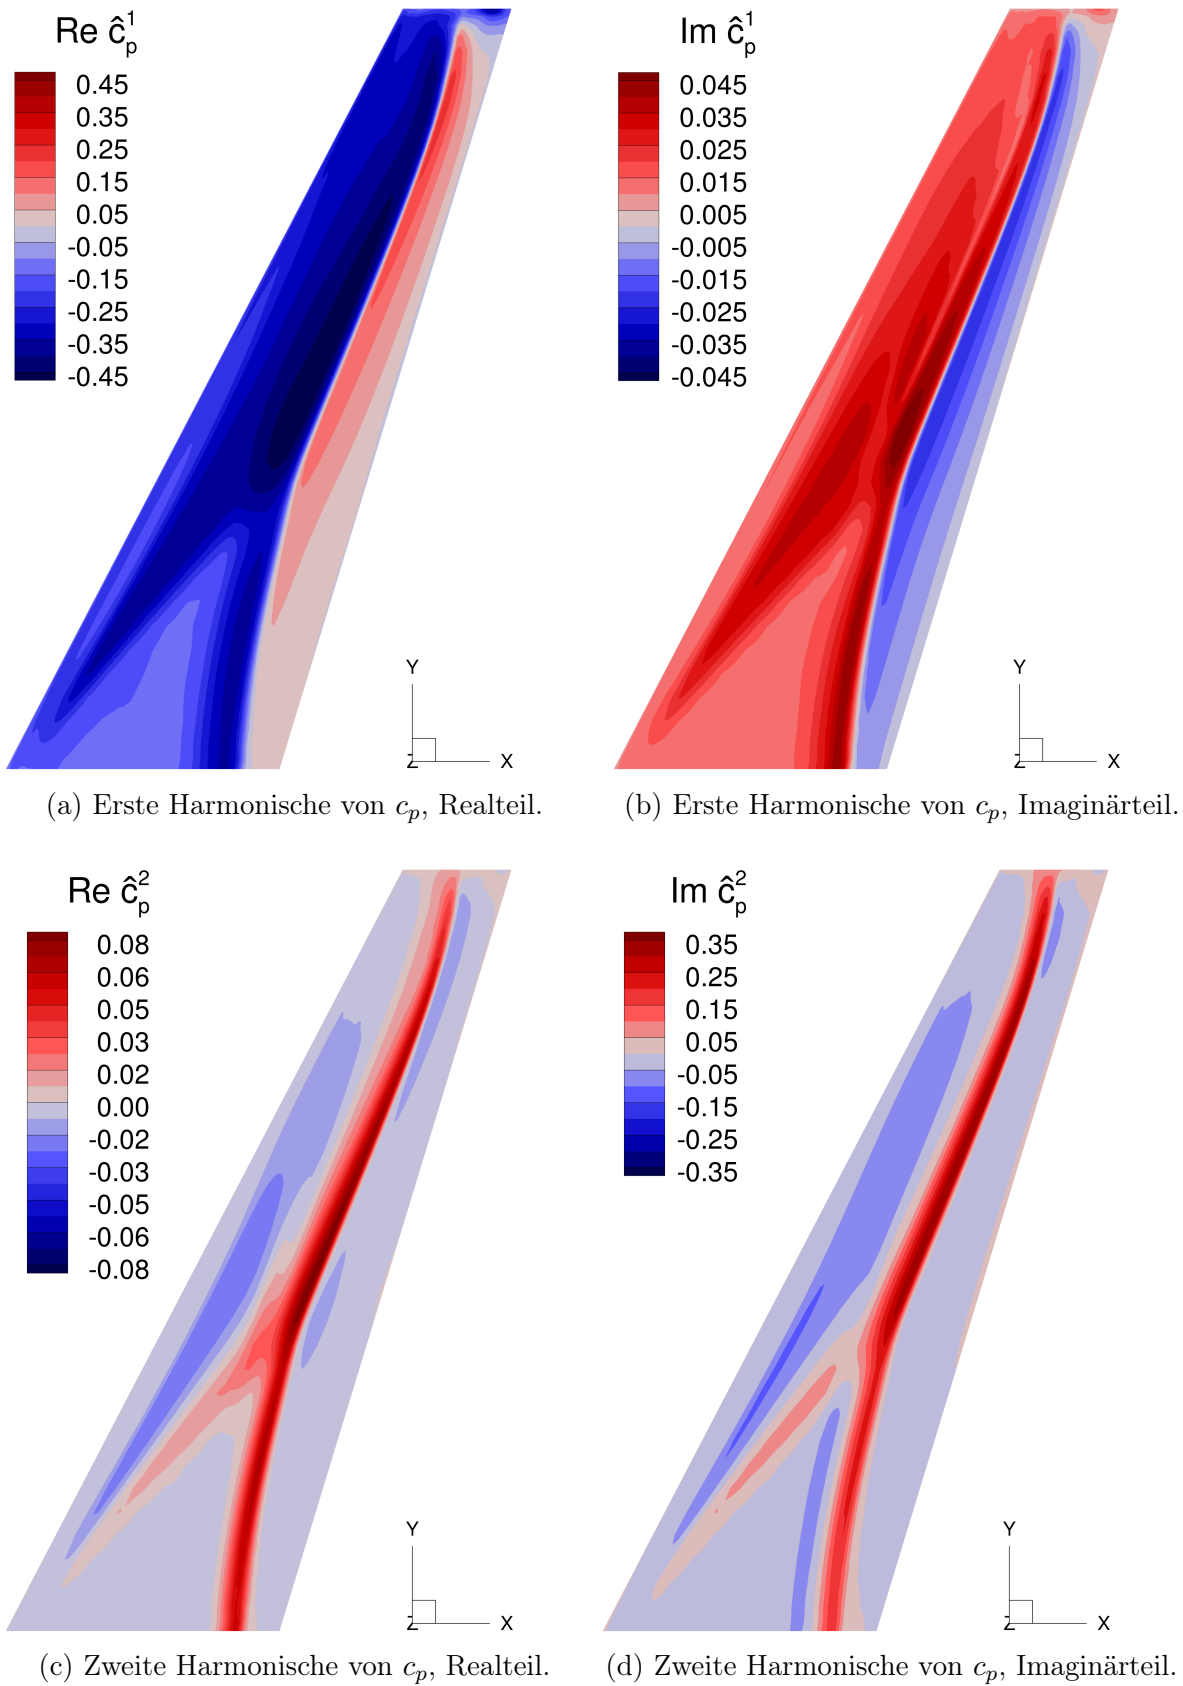 Re ĉ¹ₚ
0.45
0.35
0.25
0.15
0.05
-0.05
-0.15
-0.25
-0.35
-0.45
Y
Z
X
(a) Erste Harmonische von cₚ, Realteil.
Im ĉ¹ₚ
0.045
0.035
0.025
0.015
0.005
-0.005
-0.015
-0.025
-0.035
-0.045
Y
Z
X
(b) Erste Harmonische von cₚ, Imaginärteil.
Re ĉ²ₚ
0.08
0.06
0.05
0.03
0.02
0.00
-0.02
-0.03
-0.05
-0.06
-0.08
Y
Z
X
(c) Zweite Harmonische von cₚ, Realteil.
Im ĉ²ₚ
0.35
0.25
0.15
0.05
-0.05
-0.15
-0.25
-0.35
Y
Z
X
(d) Zweite Harmonische von cₚ, Imaginärteil.